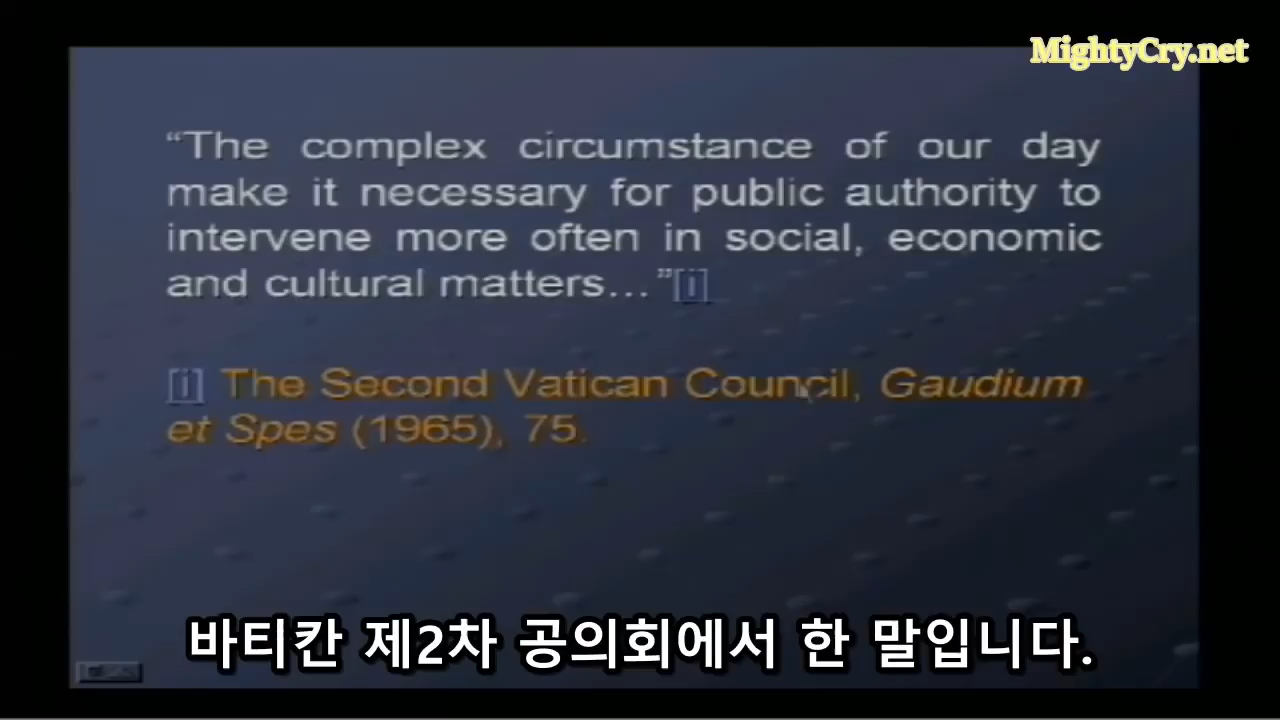 MightyCry.net
“The complex circumstance of our day
make it necessary for public authority to
intervene more often in social, economic
and cultural matters…”[i]
[i] The Second Vatican Council, Gaudium
et Spes (1965), 75.
바티칸 제2차 공의회에서 한 말입니다.